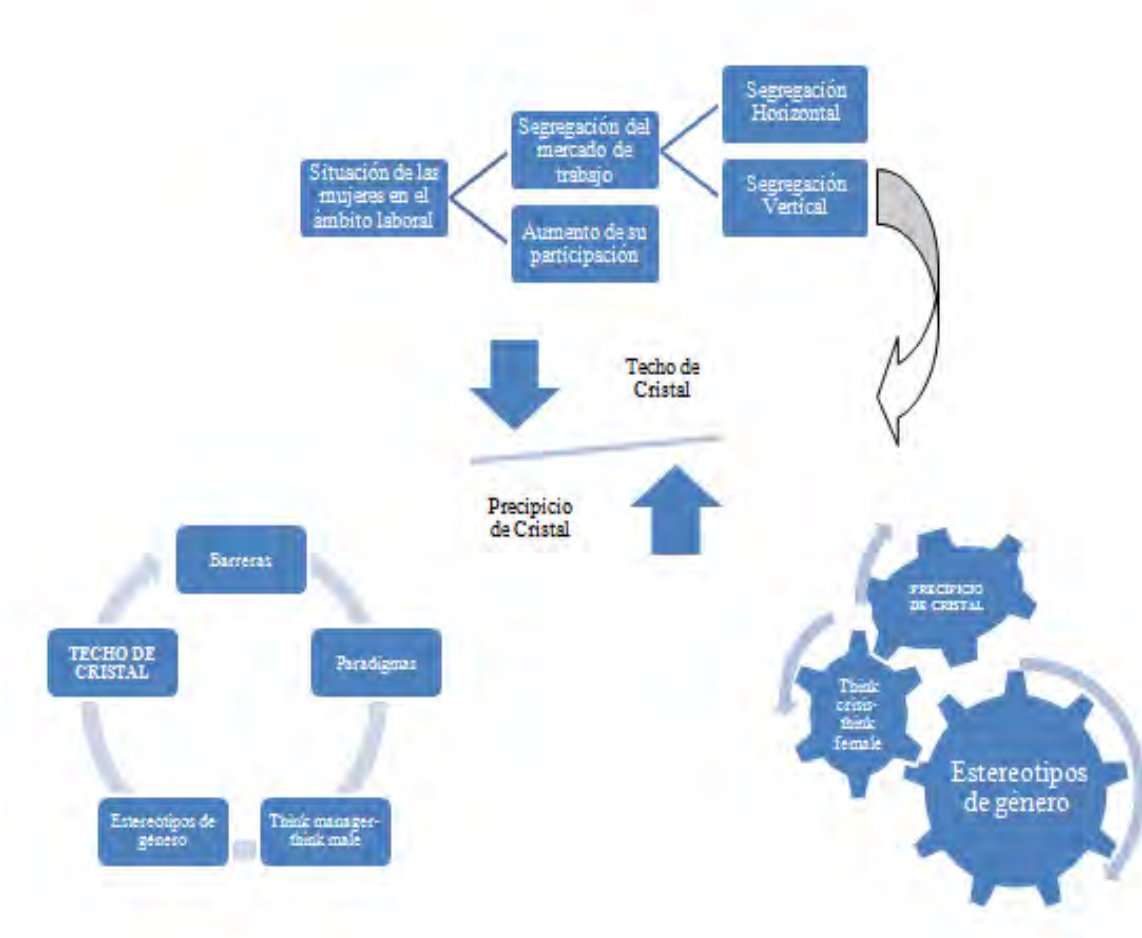 Segregación
Horizontal
Segregación del
mercado de
trabajo
Situación de las
mujeres en el
ámbito laboral
Segregación
Vertical
Aumento de su
participación
Techo de
Cristal
Precipicio
de Cristal
Barreras
Paradigmas
Think manager-
think male
Estereotipos de
género
TECHO DE
CRISTAL
PRECIPICIO
DE CRISTAL
Think
crisis-
think
female
Estereotipos
de género